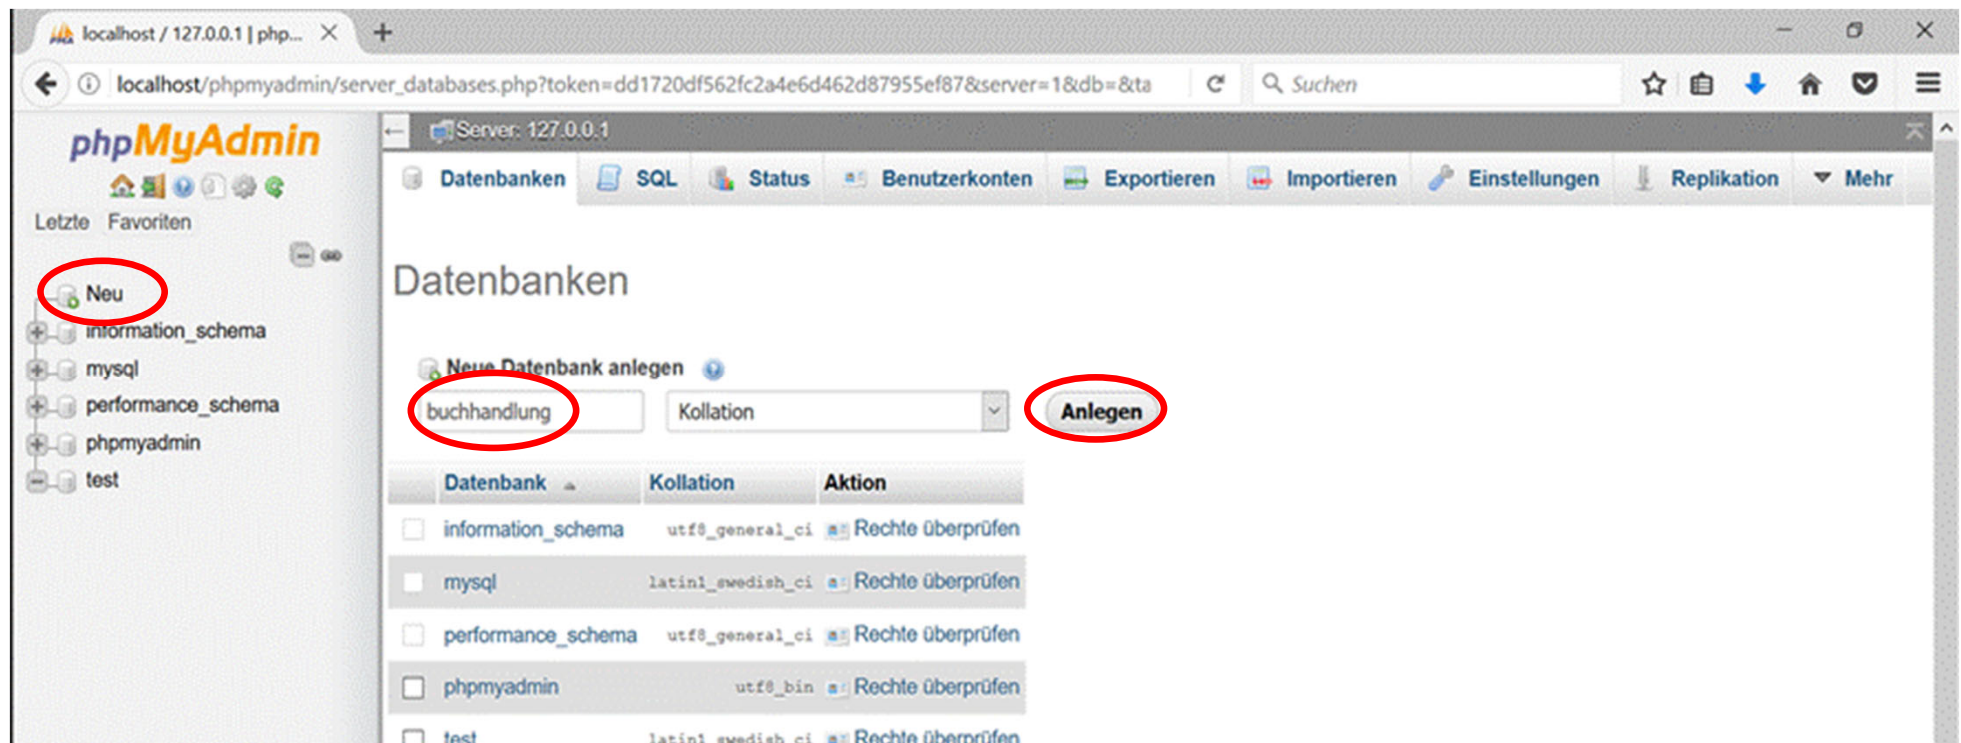 localhost / 127.0.0.1 | php...
localhost/phpmyadmin/server_databases.php?token=dd1720df562fc2a4e6d462d87955ef87&server=1&db=&ta
Suchen
phpMyAdmin
Letzte Favoriten
Neu
information_schema
mysql
performance_schema
phpmyadmin
test
Server: 127.0.0.1
Datenbanken SQL Status Benutzerkonten Exportieren Importieren Einstellungen Replikation Mehr
Datenbanken
Neue Datenbank anlegen
buchhandlung Kollation Anlegen
Datenbank Kollation Aktion
information_schema utf8_general_ci Rechte überprüfen
mysql latin1_swedish_ci Rechte überprüfen
performance_schema utf8_general_ci Rechte überprüfen
phpmyadmin utf8_bin Rechte überprüfen
test latin1_swedish_ci Rechte überprüfen